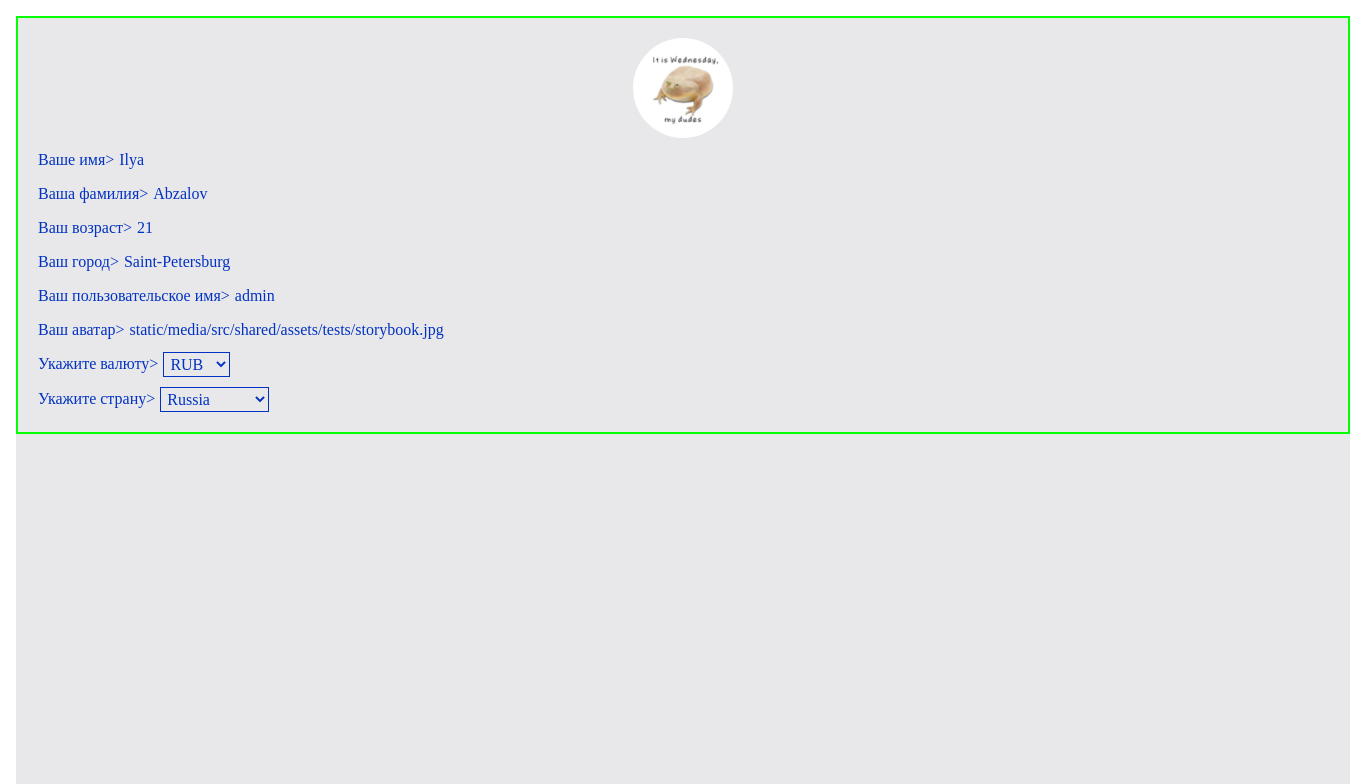 It is Wednesday,
my dudes
Ваше имя> Ilya
Ваша фамилия> Abzalov
Ваш возраст> 21
Ваш город> Saint-Petersburg
Ваш пользовательское имя> admin
Ваш аватар> static/media/src/shared/assets/tests/storybook.jpg
Укажите валюту> RUB
Укажите страну> Russia